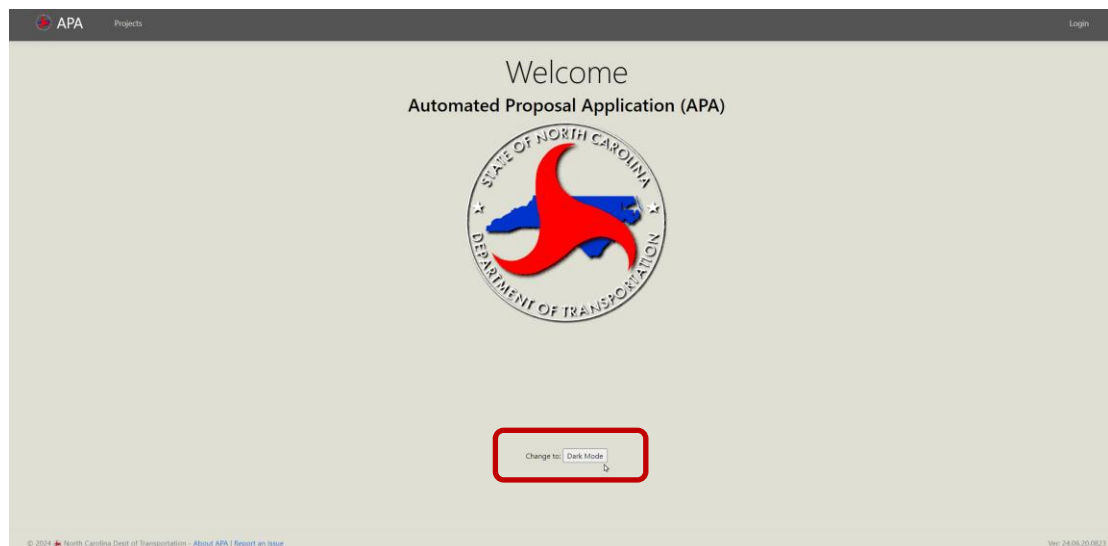 APA Projects Login
Welcome
Automated Proposal Application (APA)
STATE OF NORTH CAROLINA
DEPARTMENT OF TRANSPORTATION
Change to: Dark Mode
© 2024 North Carolina Dept of Transportation - About APA | Report an Issue Ver: 24.06.20.0823